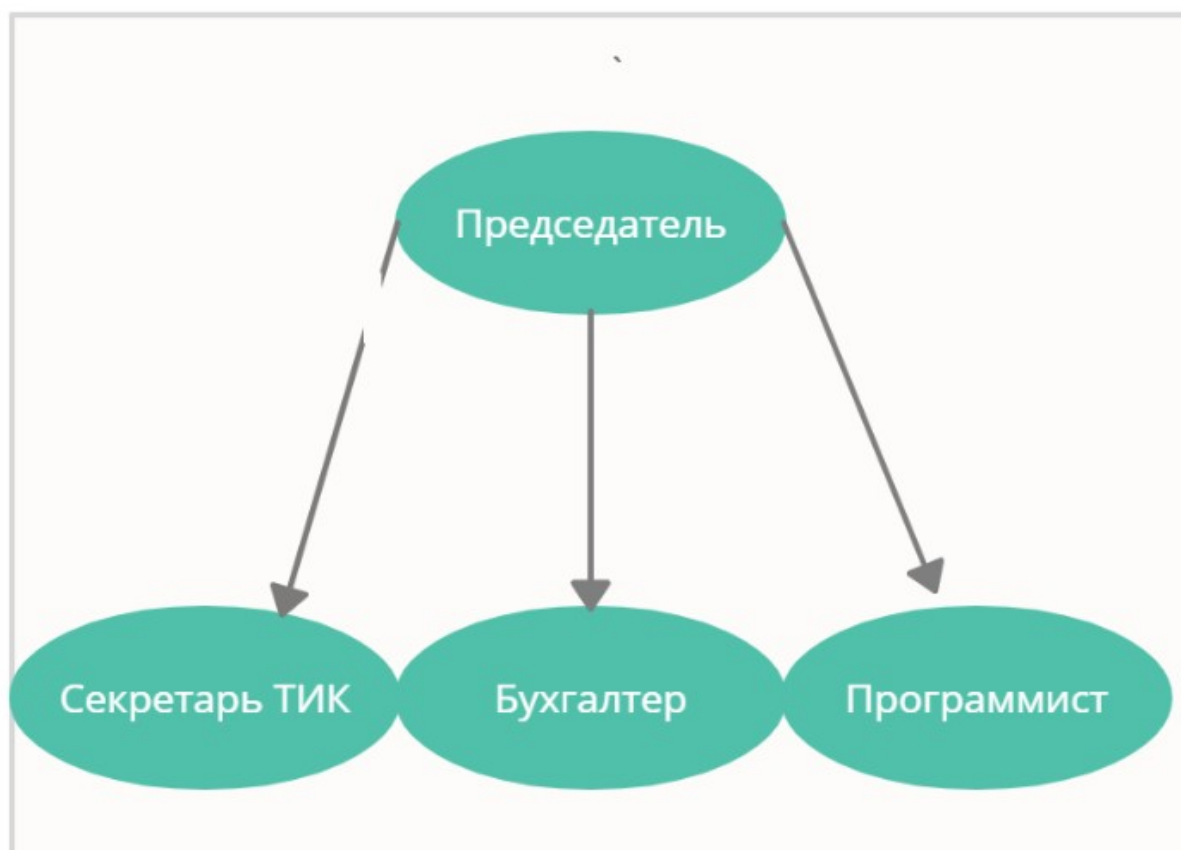 `
Председатель
Секретарь ТИК
Бухгалтер
Программист